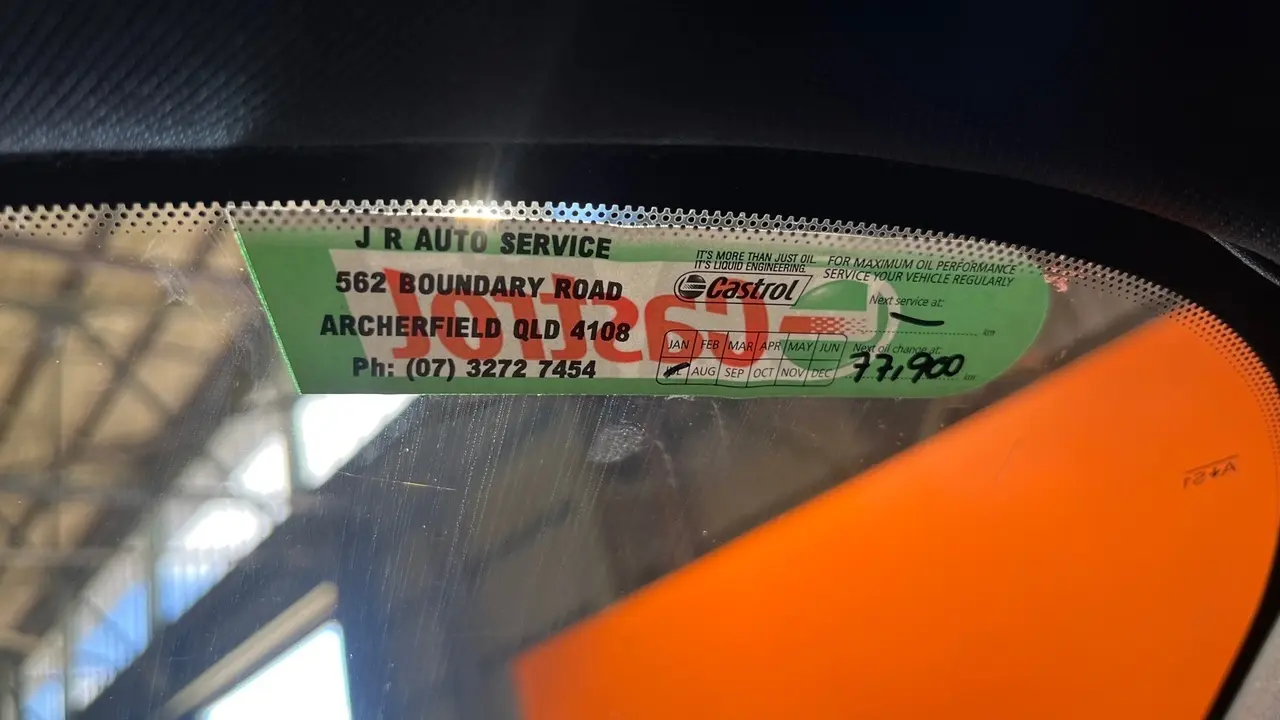 J R AUTO SERVICE
562 BOUNDARY ROAD
ARCHERFIELD QLD 4108
Ph: (07) 3272 7454
IT'S MORE THAN JUST OIL
IT'S LIQUID ENGINEERING.
Castrol
FOR MAXIMUM OIL PERFORMANCE
SERVICE YOUR VEHICLE REGULARLY
Next service at:
— km
JAN FEB MAR APR MAY JUN
JUL AUG SEP OCT NOV DEC
Next oil change at:
77,900 km
Castrol